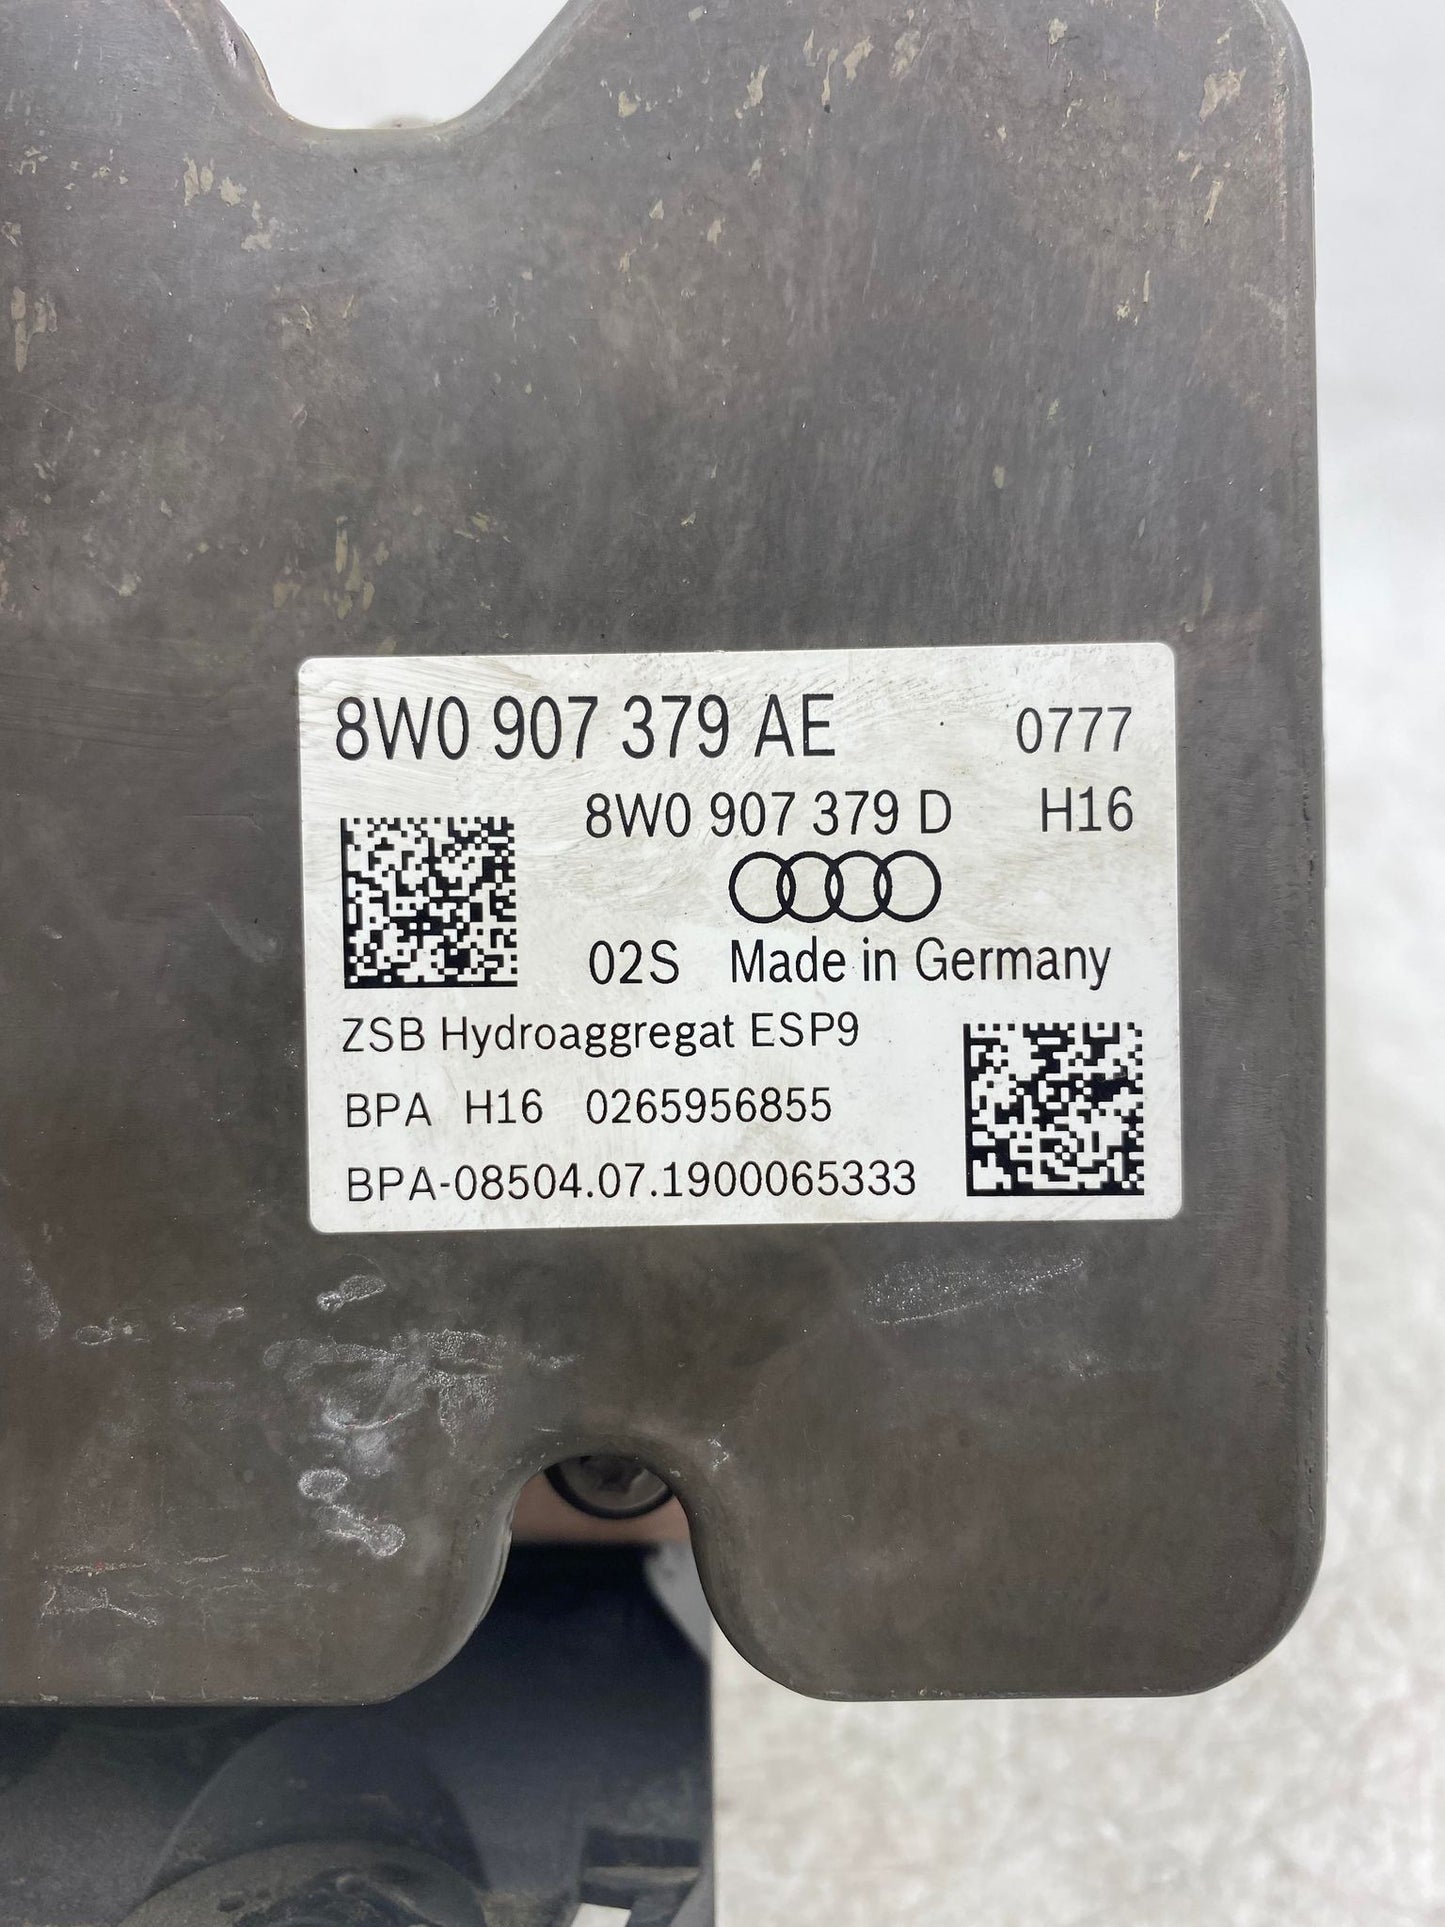 8W0 907 379 AE 0777
8W0 907 379 D H16
02S Made in Germany
ZSB Hydroaggregat ESP9
BPA H16 0265956855
BPA-08504.07.1900065333